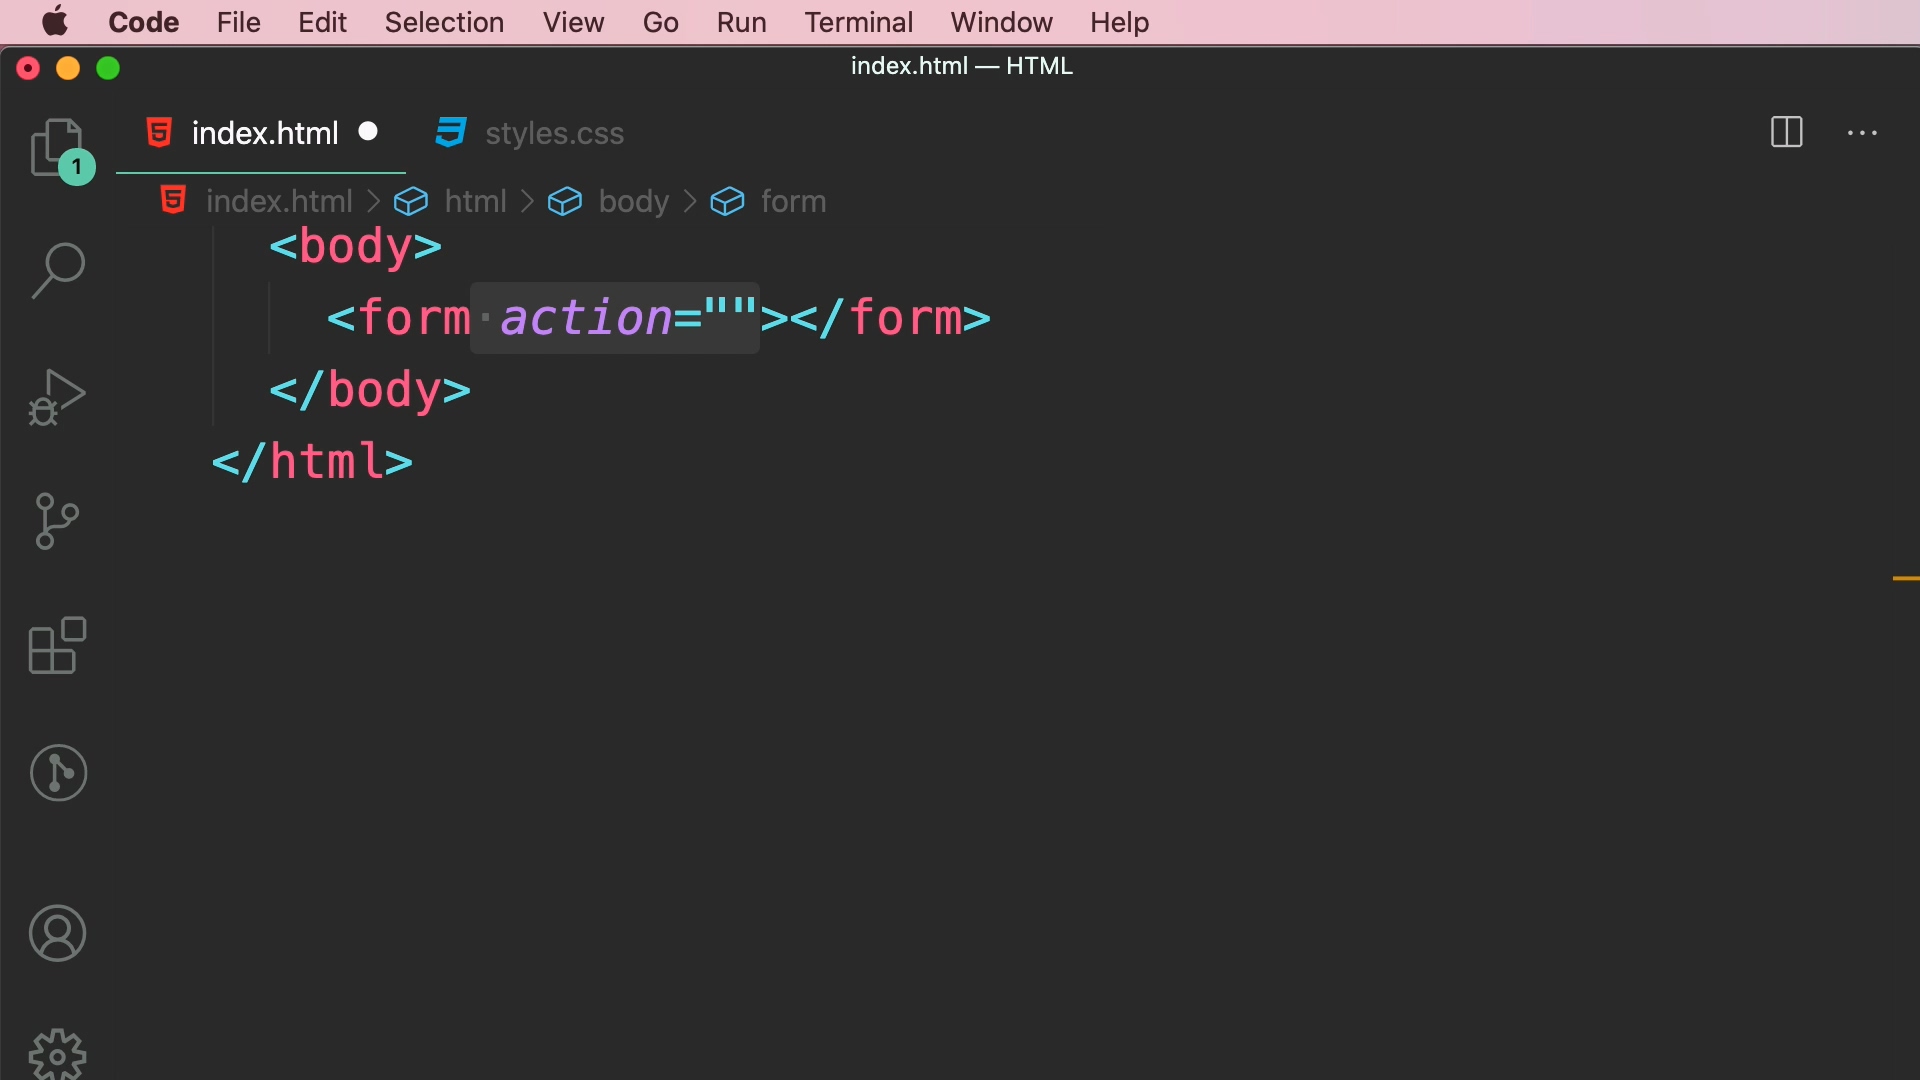 Code File Edit Selection View Go Run Terminal Window Help
index.html — HTML
index.html styles.css
1
index.html > html > body > form
<body>
<form action=""></form>
</body>
</html>